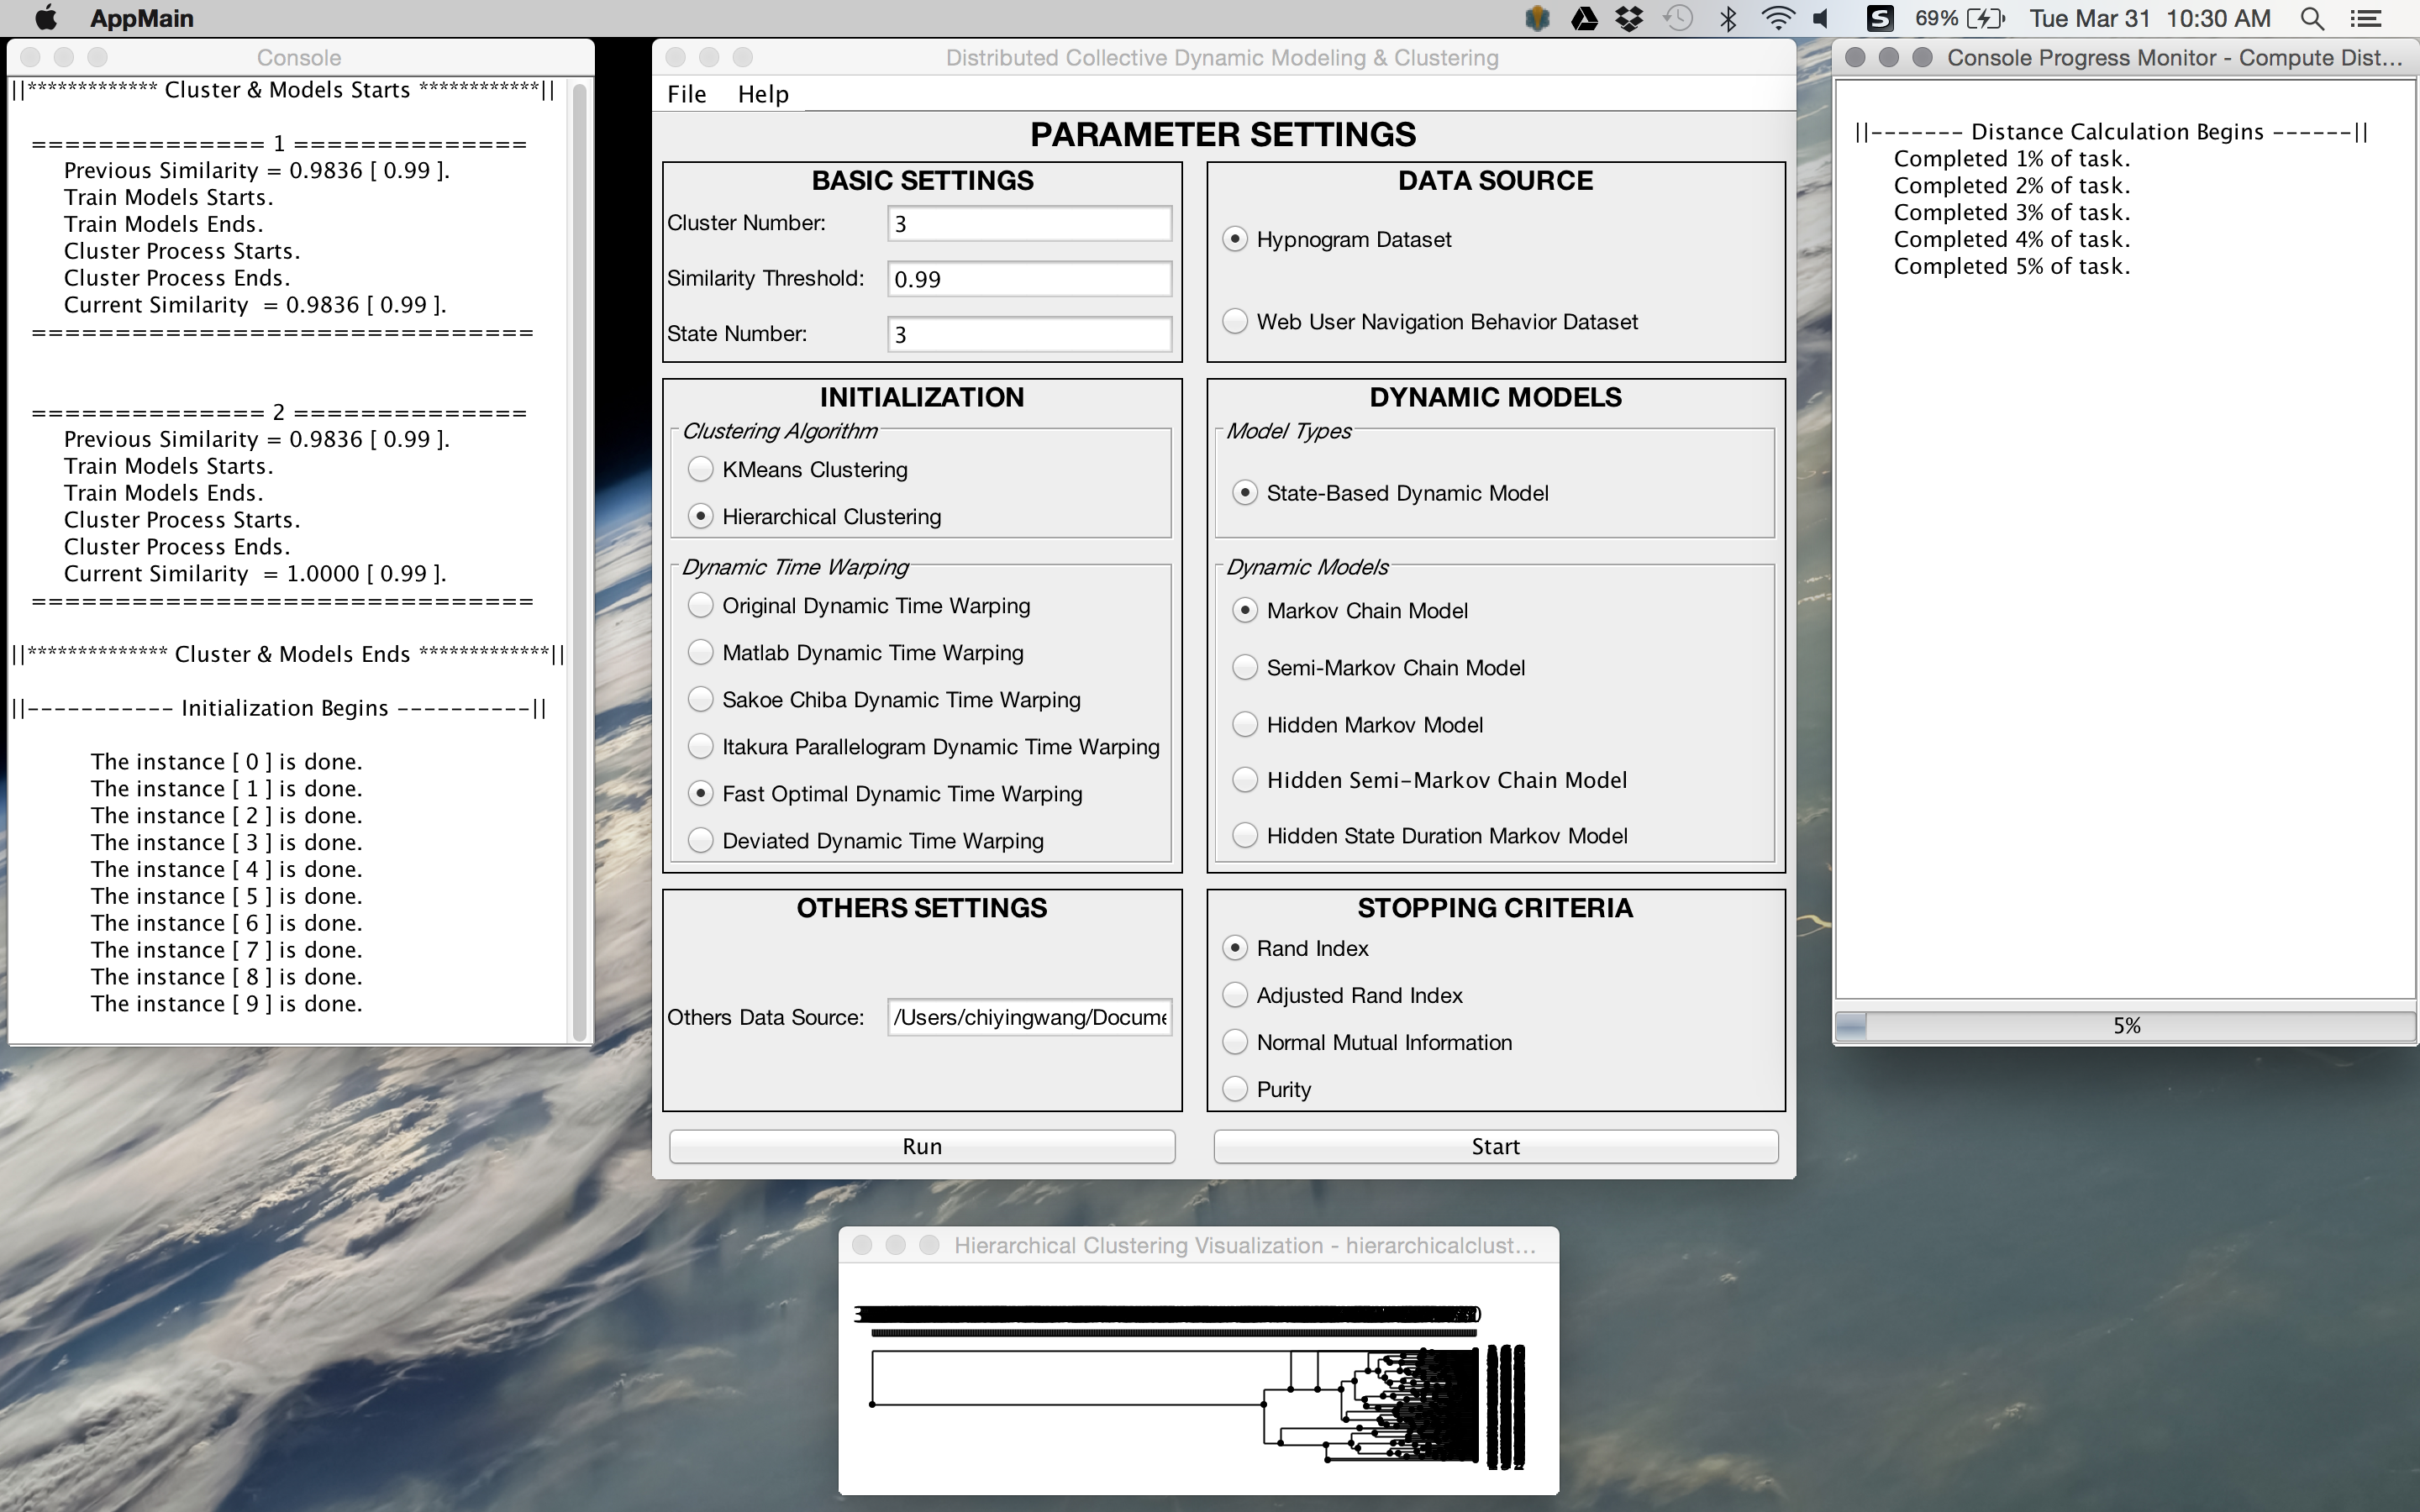 AppMain
69%
Tue Mar 31 10:30 AM
Console
||************* Cluster & Models Starts ************||
============== 1 ==============
Previous Similarity = 0.9836 [ 0.99 ].
Train Models Starts.
Train Models Ends.
Cluster Process Starts.
Cluster Process Ends.
Current Similarity = 0.9836 [ 0.99 ].
==============================
============== 2 ==============
Previous Similarity = 0.9836 [ 0.99 ].
Train Models Starts.
Train Models Ends.
Cluster Process Starts.
Cluster Process Ends.
Current Similarity = 1.0000 [ 0.99 ].
==============================
||************** Cluster & Models Ends *************||
||----------- Initialization Begins ----------||
The instance [ 0 ] is done.
The instance [ 1 ] is done.
The instance [ 2 ] is done.
The instance [ 3 ] is done.
The instance [ 4 ] is done.
The instance [ 5 ] is done.
The instance [ 6 ] is done.
The instance [ 7 ] is done.
The instance [ 8 ] is done.
The instance [ 9 ] is done.
Distributed Collective Dynamic Modeling & Clustering
File Help
PARAMETER SETTINGS
BASIC SETTINGS
Cluster Number: 3
Similarity Threshold: 0.99
State Number: 3
DATA SOURCE
Hypnogram Dataset
Web User Navigation Behavior Dataset
INITIALIZATION
Clustering Algorithm
KMeans Clustering
Hierarchical Clustering
Dynamic Time Warping
Original Dynamic Time Warping
Matlab Dynamic Time Warping
Sakoe Chiba Dynamic Time Warping
Itakura Parallelogram Dynamic Time Warping
Fast Optimal Dynamic Time Warping
Deviated Dynamic Time Warping
DYNAMIC MODELS
Model Types
State-Based Dynamic Model
Dynamic Models
Markov Chain Model
Semi-Markov Chain Model
Hidden Markov Model
Hidden Semi-Markov Chain Model
Hidden State Duration Markov Model
OTHERS SETTINGS
Others Data Source: /Users/chiyingwang/Docume
STOPPING CRITERIA
Rand Index
Adjusted Rand Index
Normal Mutual Information
Purity
Run
Start
Console Progress Monitor - Compute Dist...
||------- Distance Calculation Begins ------||
Completed 1% of task.
Completed 2% of task.
Completed 3% of task.
Completed 4% of task.
Completed 5% of task.
5%
Hierarchical Clustering Visualization - hierarchicalclust...